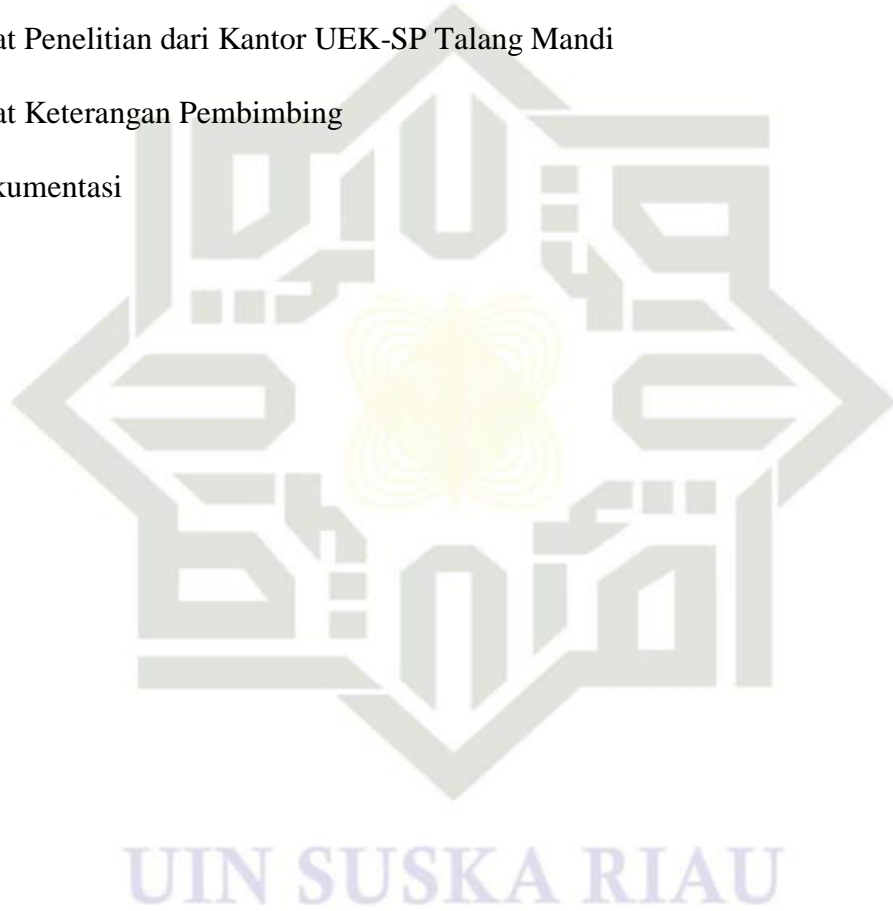 at Penelitian dari Kantor UEK-SP Talang Mandi
at Keterangan Pembimbing
kumentasi
UIN SUSKA RIAU